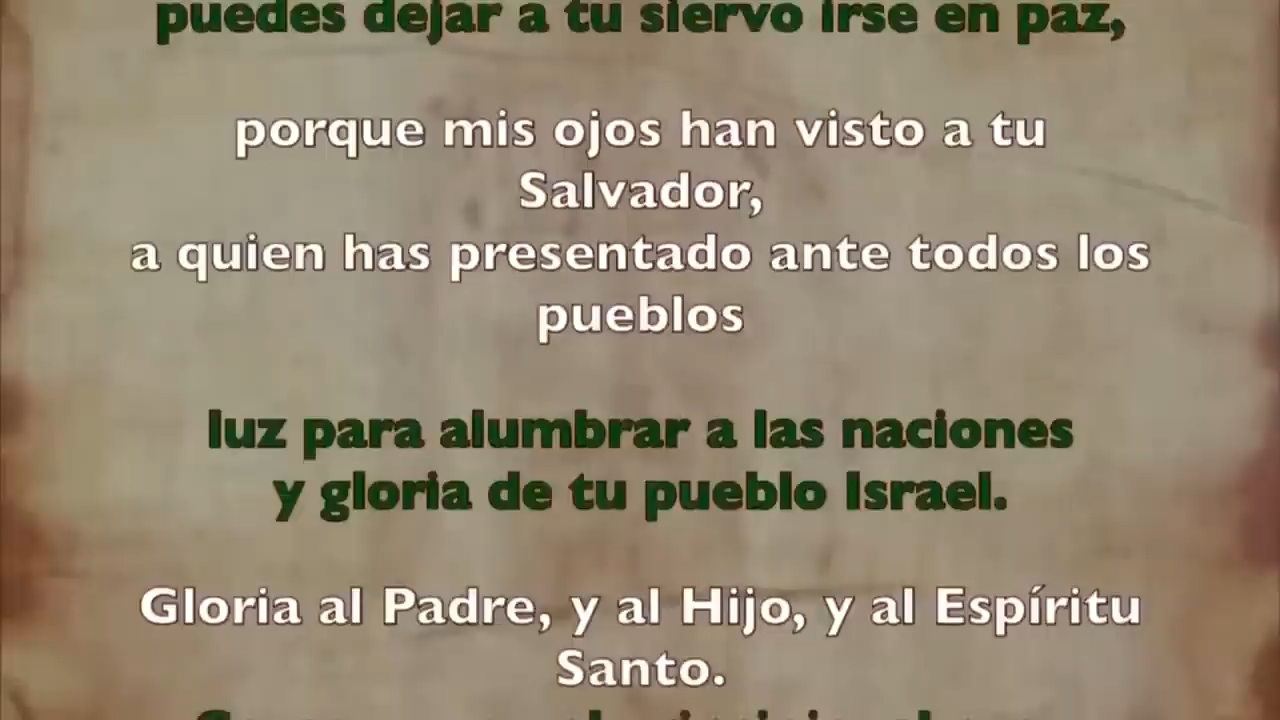 puedes dejar a tu siervo irse en paz,
porque mis ojos han visto a tu
Salvador,
a quien has presentado ante todos los
pueblos
luz para alumbrar a las naciones
y gloria de tu pueblo Israel.
Gloria al Padre, y al Hijo, y al Espíritu
Santo.